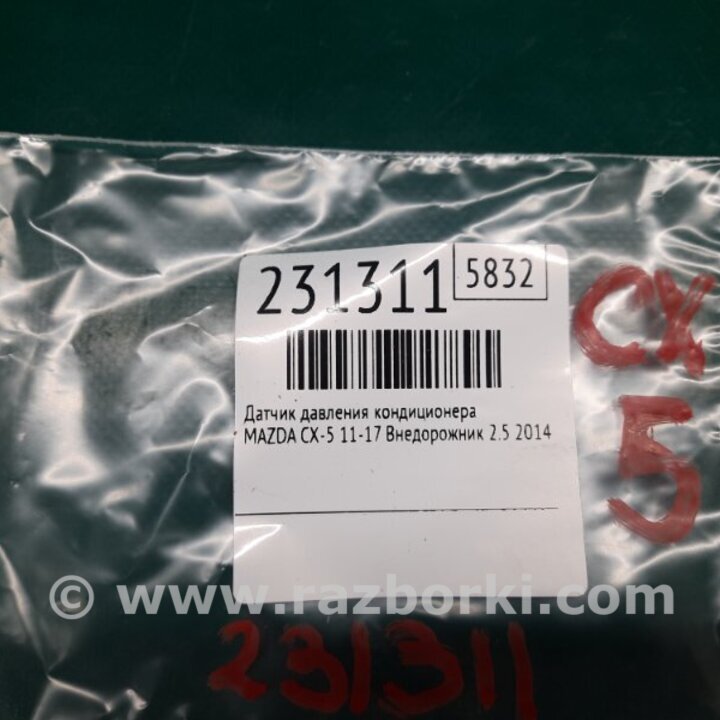 231311 5832
Датчик давления кондиционера
MAZDA CX-5 11-17 Внедорожник 2.5 2014
CX
5
© www.razborki.com
231311